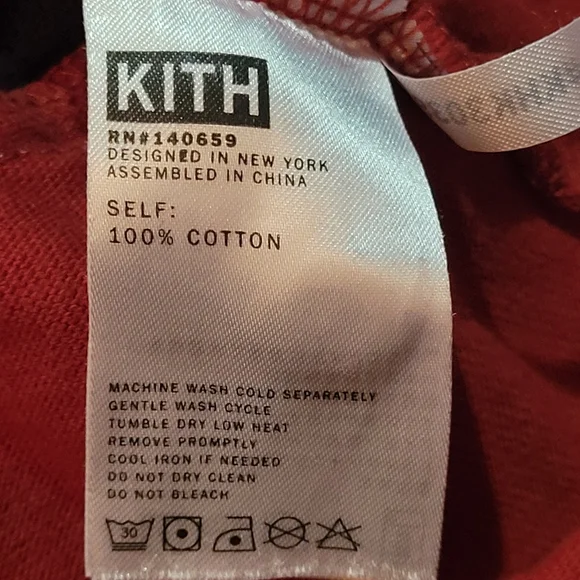 KITH
RN#140659
DESIGNED IN NEW YORK
ASSEMBLED IN CHINA
SELF:
100% COTTON
MACHINE WASH COLD SEPARATELY
GENTLE WASH CYCLE
TUMBLE DRY LOW HEAT
REMOVE PROMPTLY
COOL IRON IF NEEDED
DO NOT DRY CLEAN
DO NOT BLEACH
30